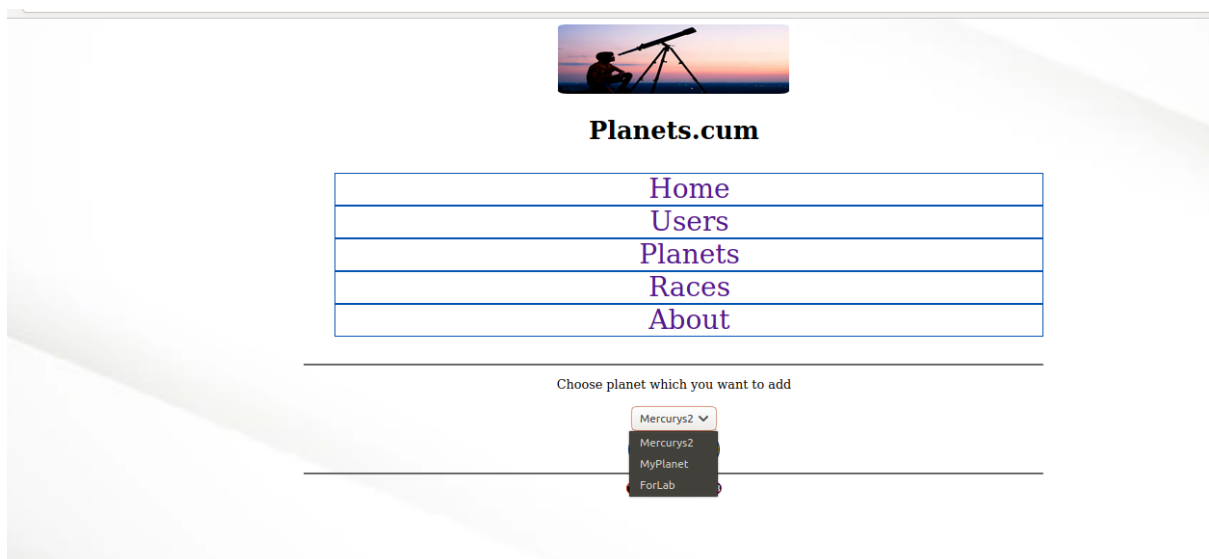 Planets.cum
Home
Users
Planets
Races
About
Choose planet which you want to add
Mercurys2
Mercurys2
MyPlanet
ForLab